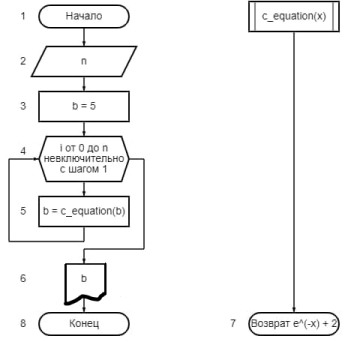 1 Начало
2 n
3 b = 5
4 i от 0 до n
невключительно
с шагом 1
5 b = c_equation(b)
6 b
8 Конец
c_equation(x)
7 Возврат e^(-x) + 2